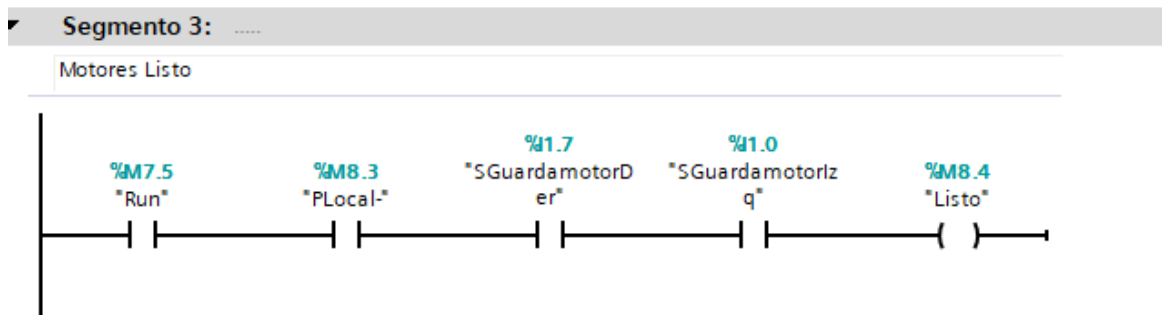 Segmento 3: .....
Motores Listo
%I1.7 %I1.0
%M7.5 %M8.3 "SGuardamotorD "SGuardamotorIz %M8.4
"Run" "PLocal-" er" q" "Listo"